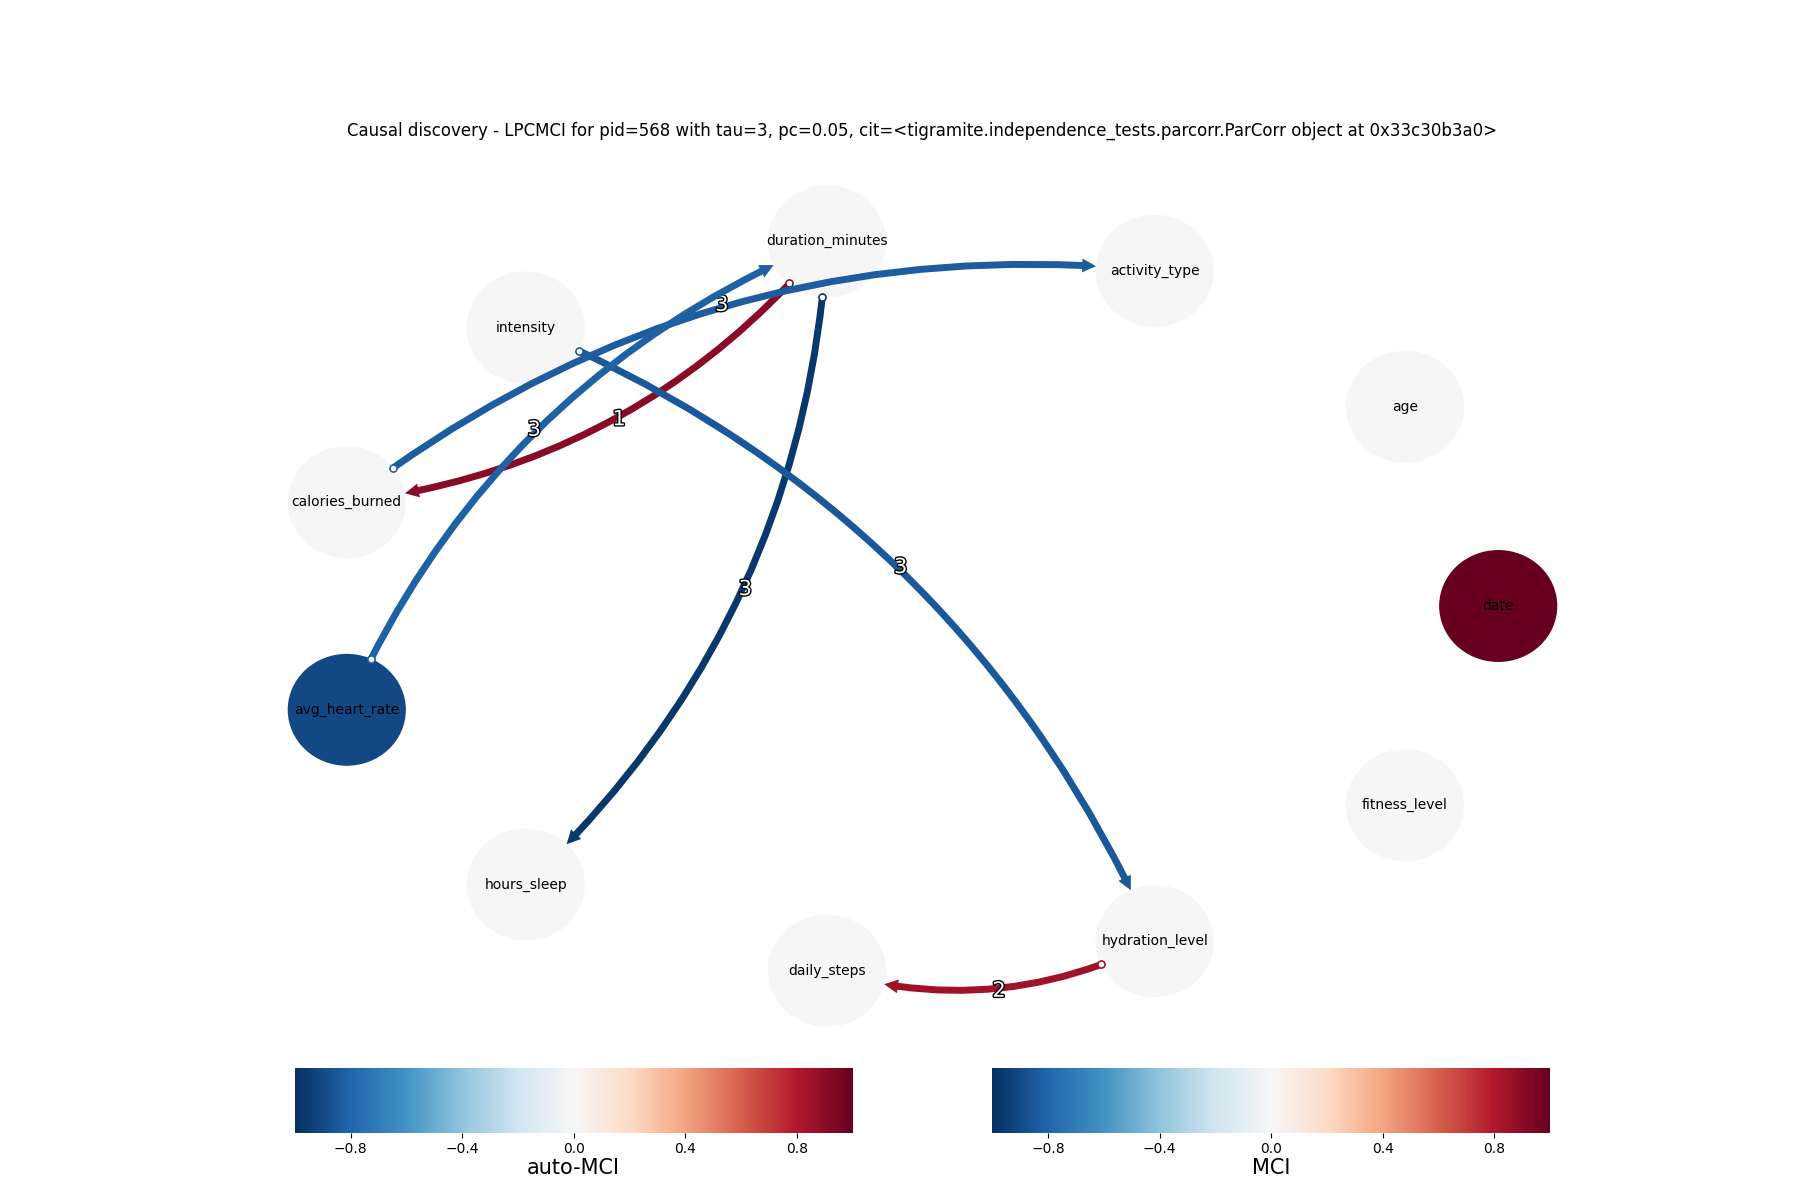 Causal discovery - LPCMCI for pid=568 with tau=3, pc=0.05, cit=<tigramite.independence_tests.parcorr.ParCorr object at 0x33c30b3a0>
duration_minutes
activity_type
intensity
3
age
3
1
calories_burned
3
3
date
avg_heart_rate
fitness_level
hours_sleep
hydration_level
daily_steps
2
−0.8 −0.4 0.0 0.4 0.8
auto-MCI
−0.8 −0.4 0.0 0.4 0.8
MCI